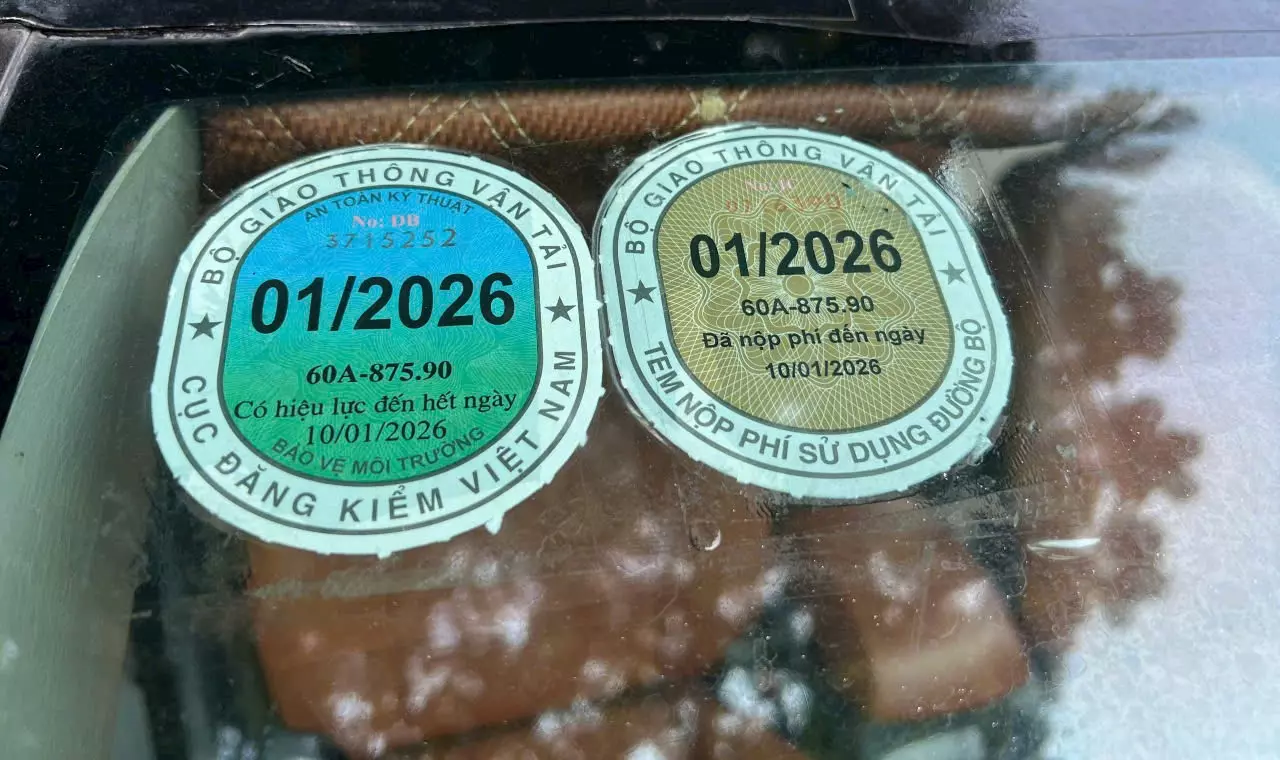 BỘ GIAO THÔNG VẬN TẢI
AN TOÀN KỸ THUẬT
No: ĐB
3715252
01/2026
60A-875.90
Có hiệu lực đến hết ngày
10/01/2026
BẢO VỆ MÔI TRƯỜNG
CỤC ĐĂNG KIỂM VIỆT NAM
BỘ GIAO THÔNG VẬN TẢI
01/2026
60A-875.90
Đã nộp phí đến ngày
10/01/2026
TEM NỘP PHÍ SỬ DỤNG ĐƯỜNG BỘ